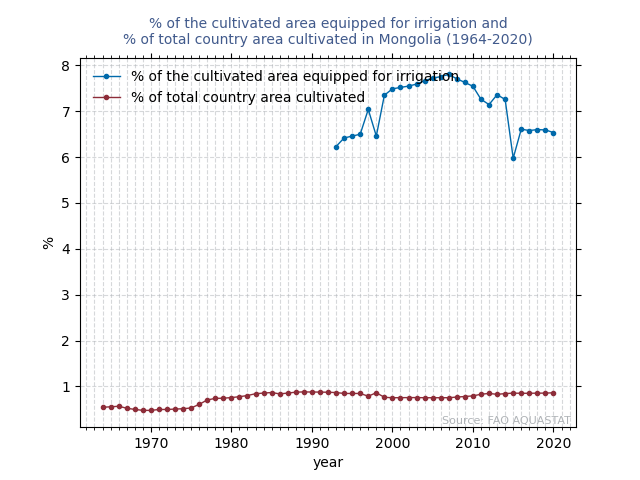 % of the cultivated area equipped for irrigation and
% of total country area cultivated in Mongolia (1964-2020)
% of the cultivated area equipped for irrigation
% of total country area cultivated
8
7
6
5
4
3
2
1
%
Source: FAO AQUASTAT
1970 1980 1990 2000 2010 2020
year